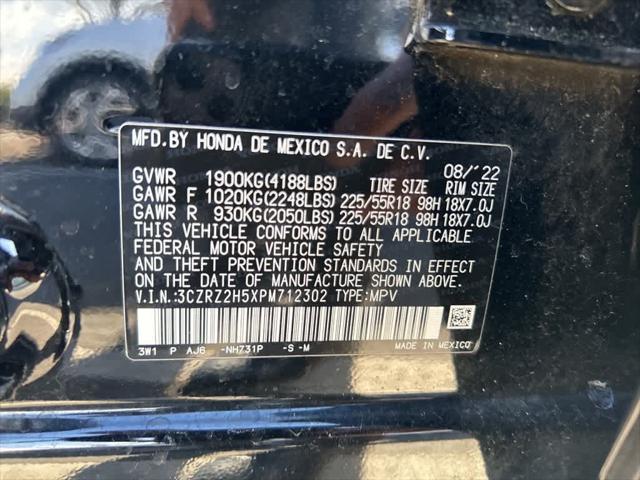 MFD.BY HONDA DE MEXICO S.A. DE C.V.
08/'22
GVWR 1900KG(4188LBS) TIRE SIZE RIM SIZE
GAWR F 1020KG(2248LBS) 225/55R18 98H 18X7.0J
GAWR R 930KG(2050LBS) 225/55R18 98H 18X7.0J
THIS VEHICLE CONFORMS TO ALL APPLICABLE
FEDERAL MOTOR VEHICLE SAFETY
AND THEFT PREVENTION STANDARDS IN EFFECT
ON THE DATE OF MANUFACTURE SHOWN ABOVE.
V.I.N.:3CZRZ2H5XPM712302 TYPE:MPV
3W1 P AJ6 -NH731P -S -M MADE IN MEXICO